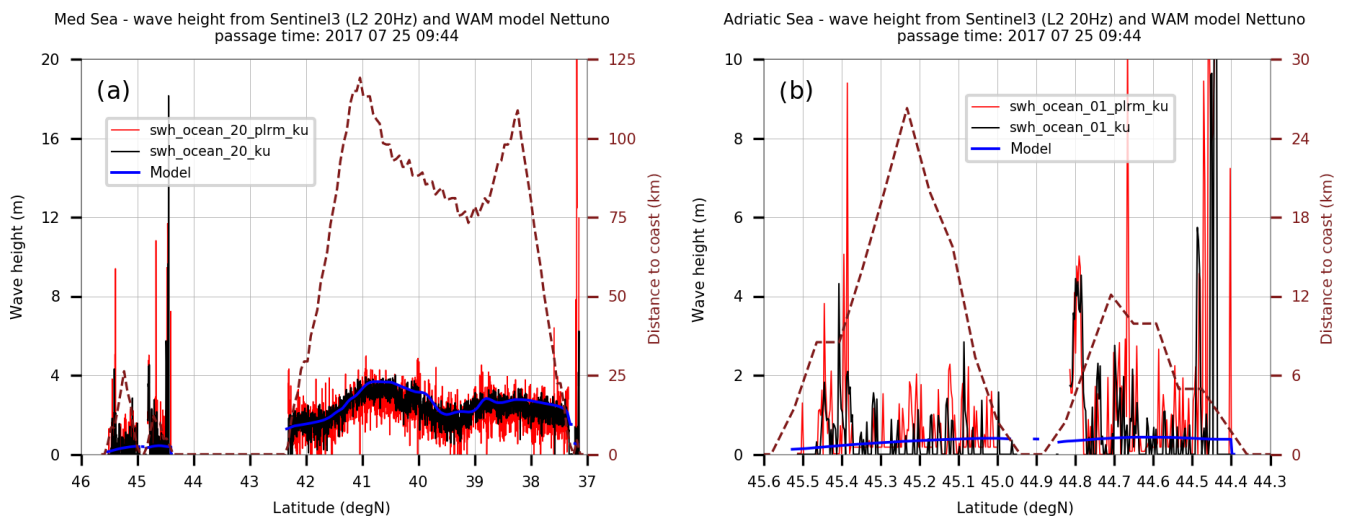 Med Sea - wave height from Sentinel3 (L2 20Hz) and WAM model Nettuno
passage time: 2017 07 25 09:44
(a)
swh_ocean_20_plrm_ku
swh_ocean_20_ku
Model
Wave height (m)
20
16
12
8
4
0
125
100
75
50
25
0
Distance to coast (km)
46 45 44 43 42 41 40 39 38 37
Latitude (degN)
Adriatic Sea - wave height from Sentinel3 (L2 20Hz) and WAM model Nettuno
passage time: 2017 07 25 09:44
(b)
swh_ocean_01_plrm_ku
swh_ocean_01_ku
Model
Wave height (m)
10
8
6
4
2
0
30
24
18
12
6
0
Distance to coast (km)
45.6 45.5 45.4 45.3 45.2 45.1 45.0 44.9 44.8 44.7 44.6 44.5 44.4 44.3
Latitude (degN)